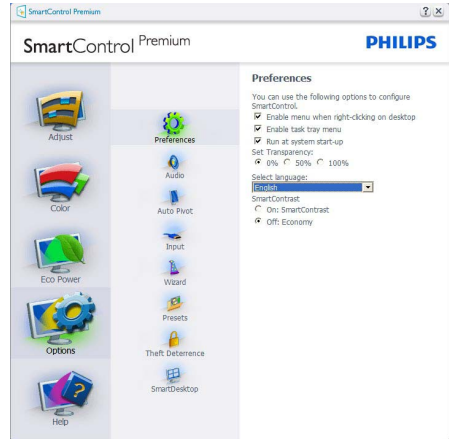 SmartControl Premium
SmartControl Premium
PHILIPS
Adjust
Color
Eco Power
Options
Help
Preferences
Audio
Auto Pivot
Input
Wizard
Presets
Theft Deterrence
SmartDesktop
Preferences
You can use the following options to configure
SmartControl.
Enable menu when right-clicking on desktop
Enable task tray menu
Run at system start-up
Set Transparency:
0% 50% 100%
Select language:
English
SmartContrast
On: SmartContrast
Off: Economy